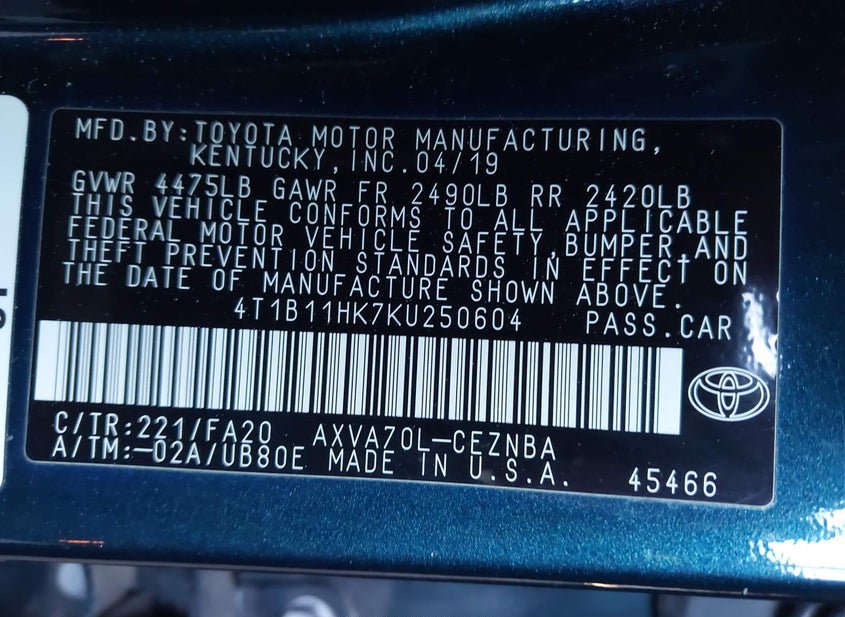 MFD.BY:TOYOTA MOTOR MANUFACTURING,
KENTUCKY,INC.04/19
GVWR 4475LB GAWR FR 2490LB RR 2420LB
THIS VEHICLE CONFORMS TO ALL APPLICABLE
FEDERAL MOTOR VEHICLE SAFETY,BUMPER,AND
THEFT PREVENTION STANDARDS IN EFFECT ON
THE DATE OF MANUFACTURE SHOWN ABOVE.
4T1B11HK7KU250604 PASS.CAR
C/TR:221/FA20 AXVA70L-CEZNBA
A/TM:-02A/UB80E MADE IN U.S.A. 45466